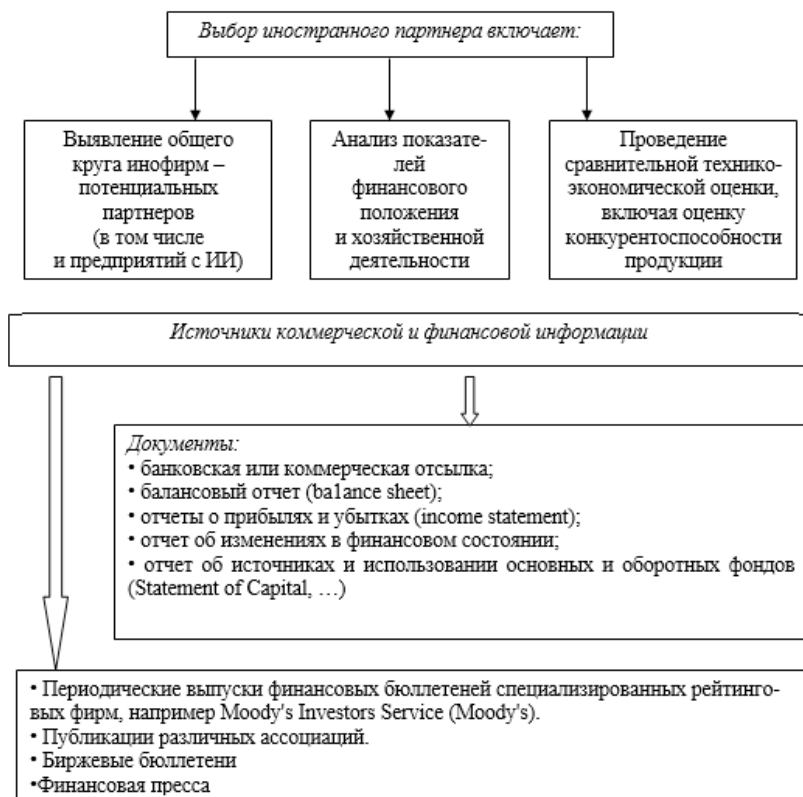 Выбор иностранного партнера включает:
Выявление общего
круга инофирм –
потенциальных
партнеров
(в том числе
и предприятий с ИИ)
Анализ показате-
лей
финансового
положения
и хозяйственной
деятельности
Проведение
сравнительной технико-
экономической оценки,
включая оценку
конкурентоспособности
продукции
Источники коммерческой и финансовой информации
Документы:
• банковская или коммерческая отсылка;
• балансовый отчет (ba1ance sheet);
• отчеты о прибылях и убытках (income statement);
• отчет об изменениях в финансовом состоянии;
• отчет об источниках и использовании основных и оборотных фондов
(Statement of Capital, …)
• Периодические выпуски финансовых бюллетеней специализированных рейтинго-
вых фирм, например Moody's Investors Service (Moody's).
• Публикации различных ассоциаций.
• Биржевые бюллетени
•Финансовая пресса